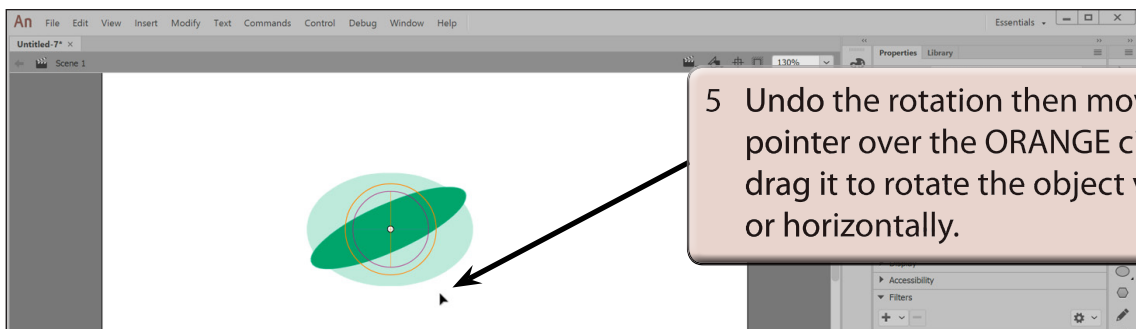 An File Edit View Insert Modify Text Commands Control Debug Window Help Essentials
Untitled-7* ×
Properties Library
Scene 1 130%
5 Undo the rotation then mov
pointer over the ORANGE c
drag it to rotate the object v
or horizontally.
Accessibility
Filters